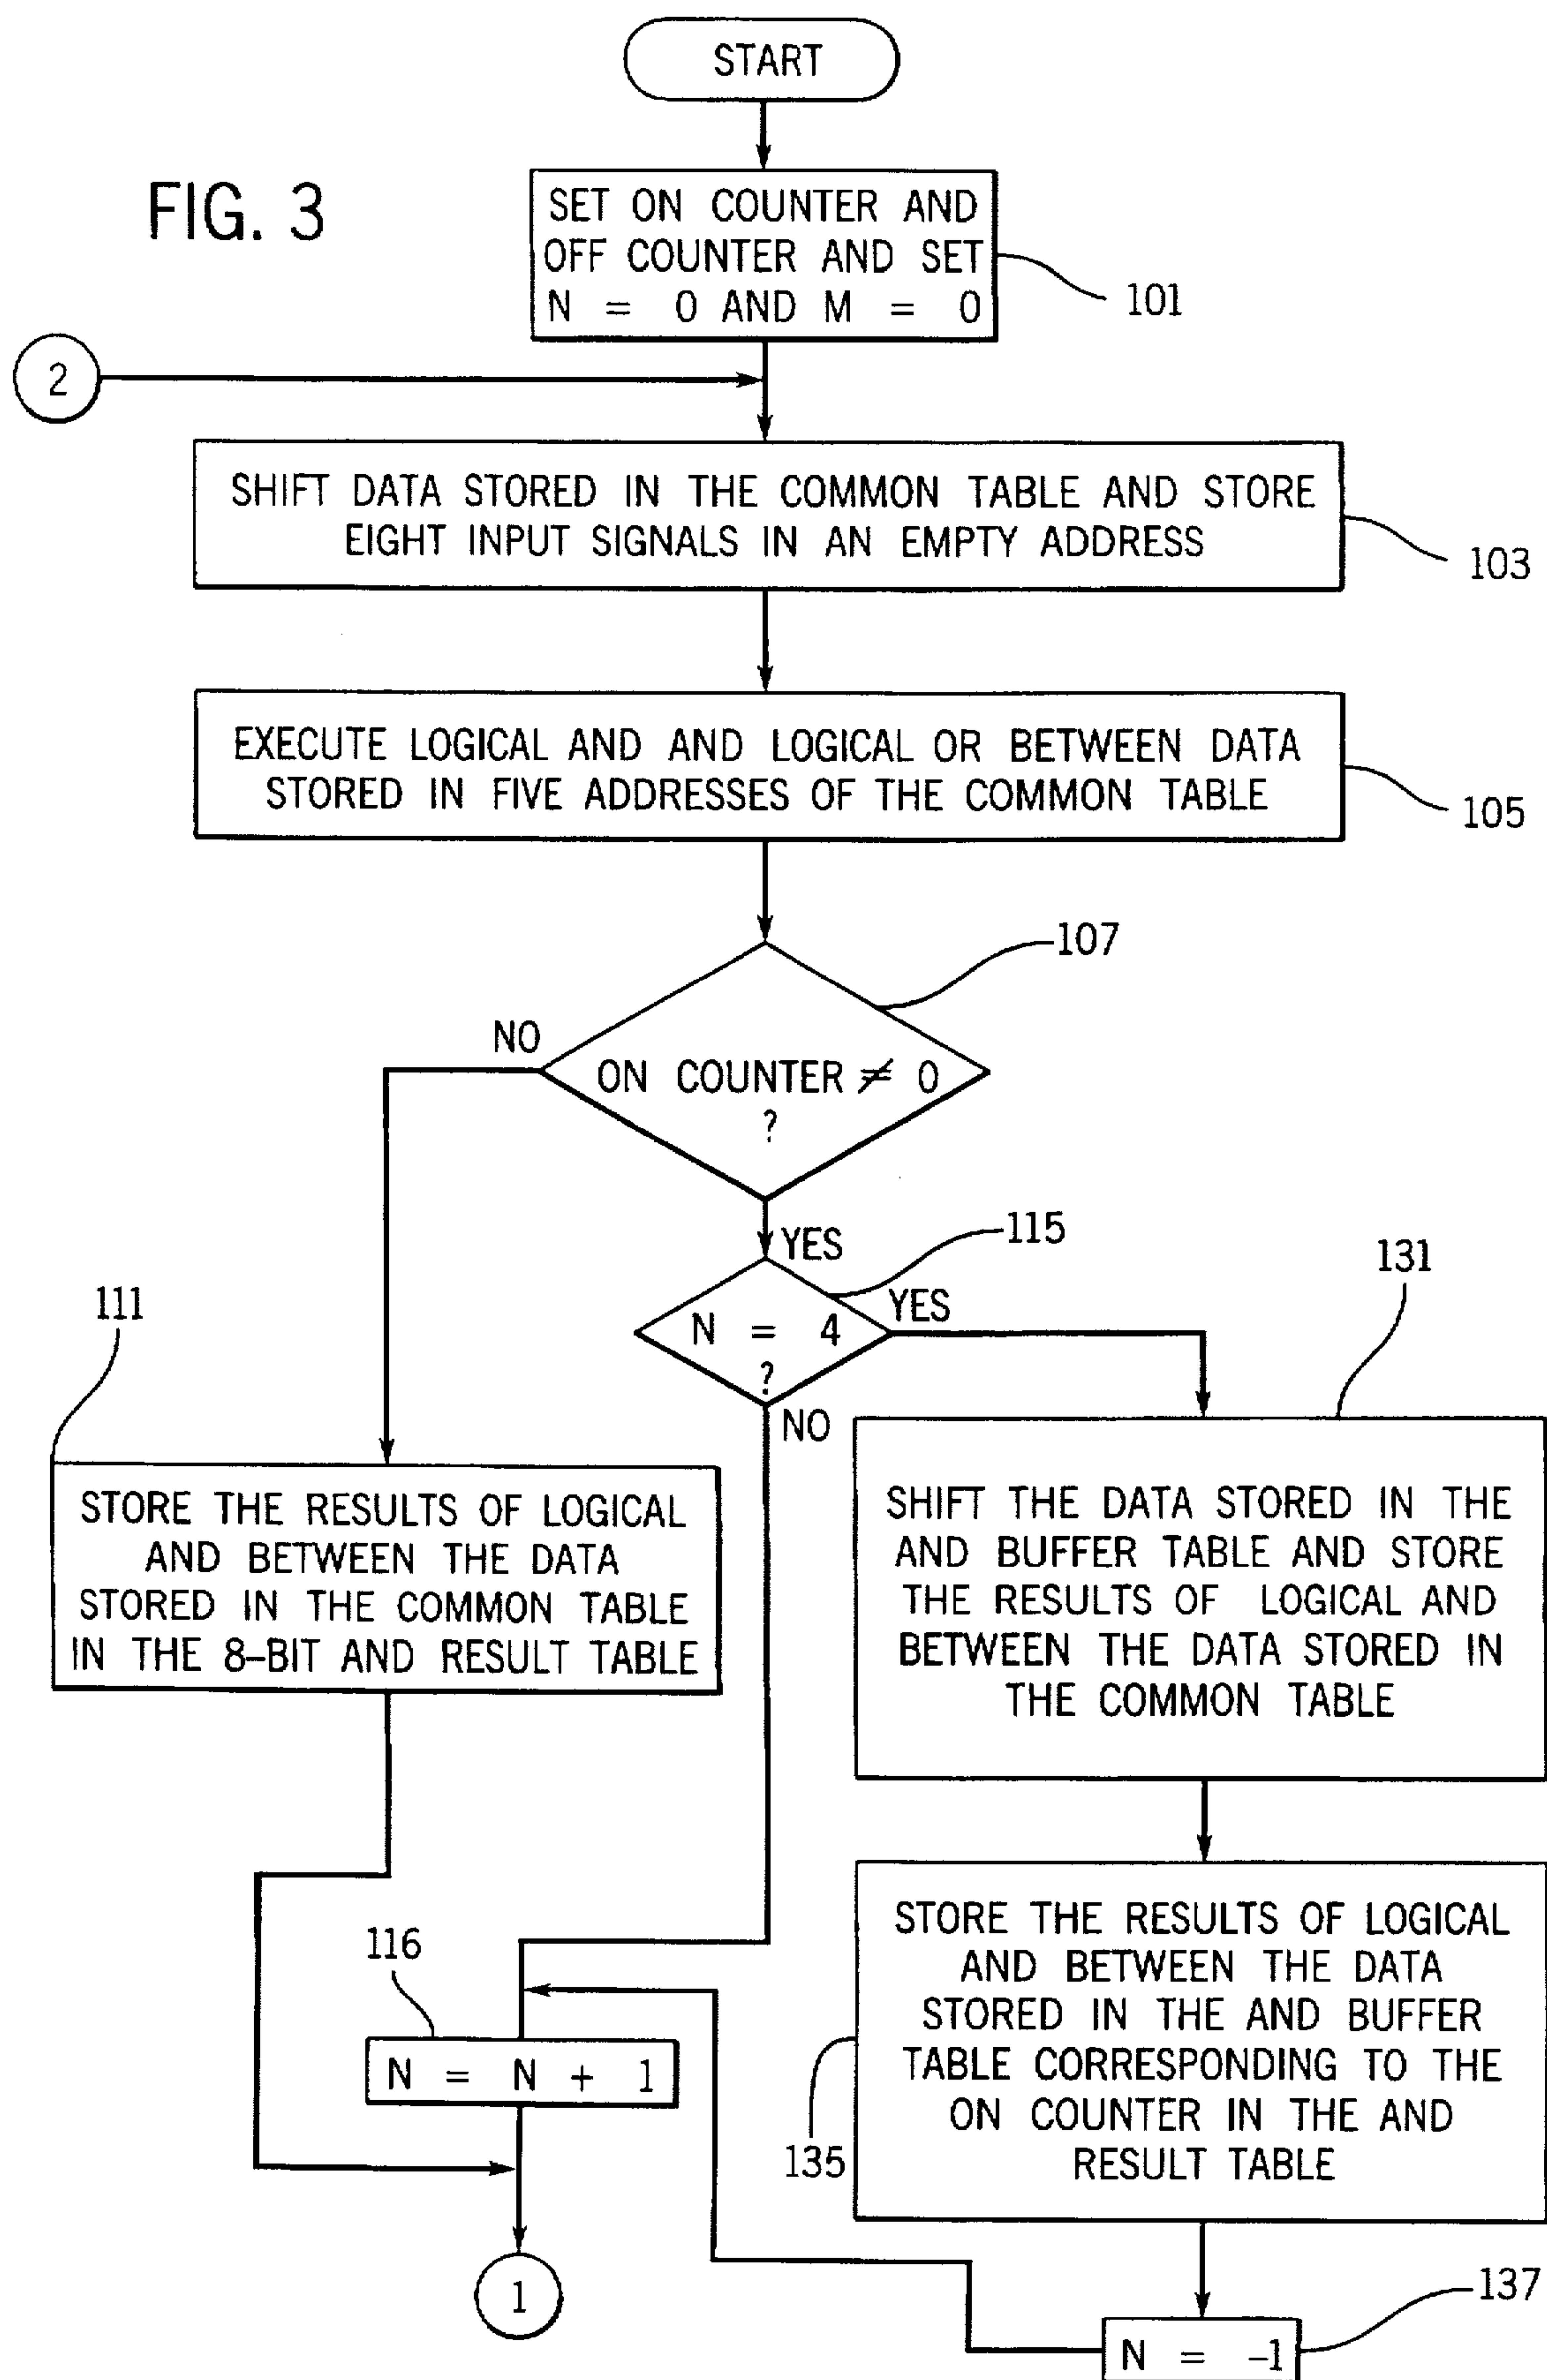 START
FIG. 3
SET ON COUNTER AND
OFF COUNTER AND SET
N = 0 AND M = 0
101
2
SHIFT DATA STORED IN THE COMMON TABLE AND STORE
EIGHT INPUT SIGNALS IN AN EMPTY ADDRESS
103
EXECUTE LOGICAL AND AND LOGICAL OR BETWEEN DATA
STORED IN FIVE ADDRESSES OF THE COMMON TABLE
105
107
NO
ON COUNTER ≠ 0
?
YES
115
N = 4
?
YES
NO
131
111
STORE THE RESULTS OF LOGICAL
AND BETWEEN THE DATA
STORED IN THE COMMON TABLE
IN THE 8-BIT AND RESULT TABLE
SHIFT THE DATA STORED IN THE
AND BUFFER TABLE AND STORE
THE RESULTS OF LOGICAL AND
BETWEEN THE DATA STORED IN
THE COMMON TABLE
116
N = N + 1
STORE THE RESULTS OF LOGICAL
AND BETWEEN THE DATA
STORED IN THE AND BUFFER
TABLE CORRESPONDING TO THE
ON COUNTER IN THE AND
RESULT TABLE
135
1
137
N = -1